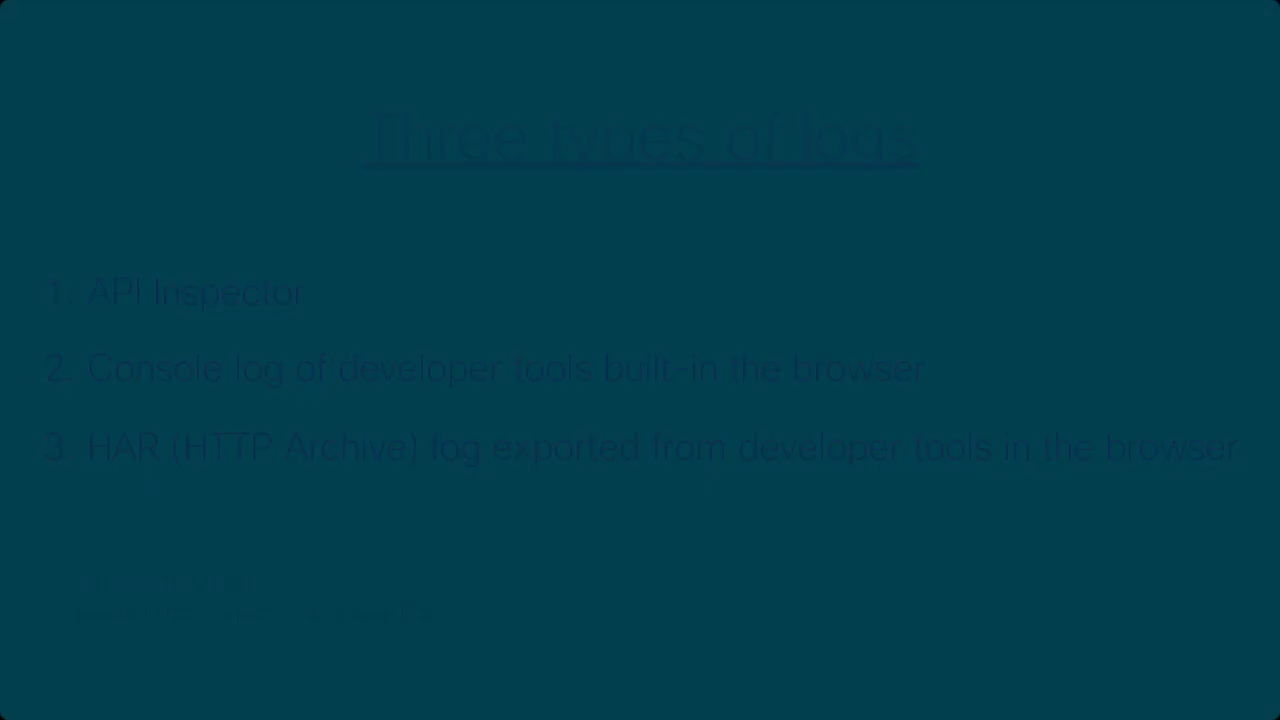 Three types of logs
1. API Inspector
2. Console log of developer tools built-in the browser
3. HAR (HTTP Archive) log exported from developer tools in the browser